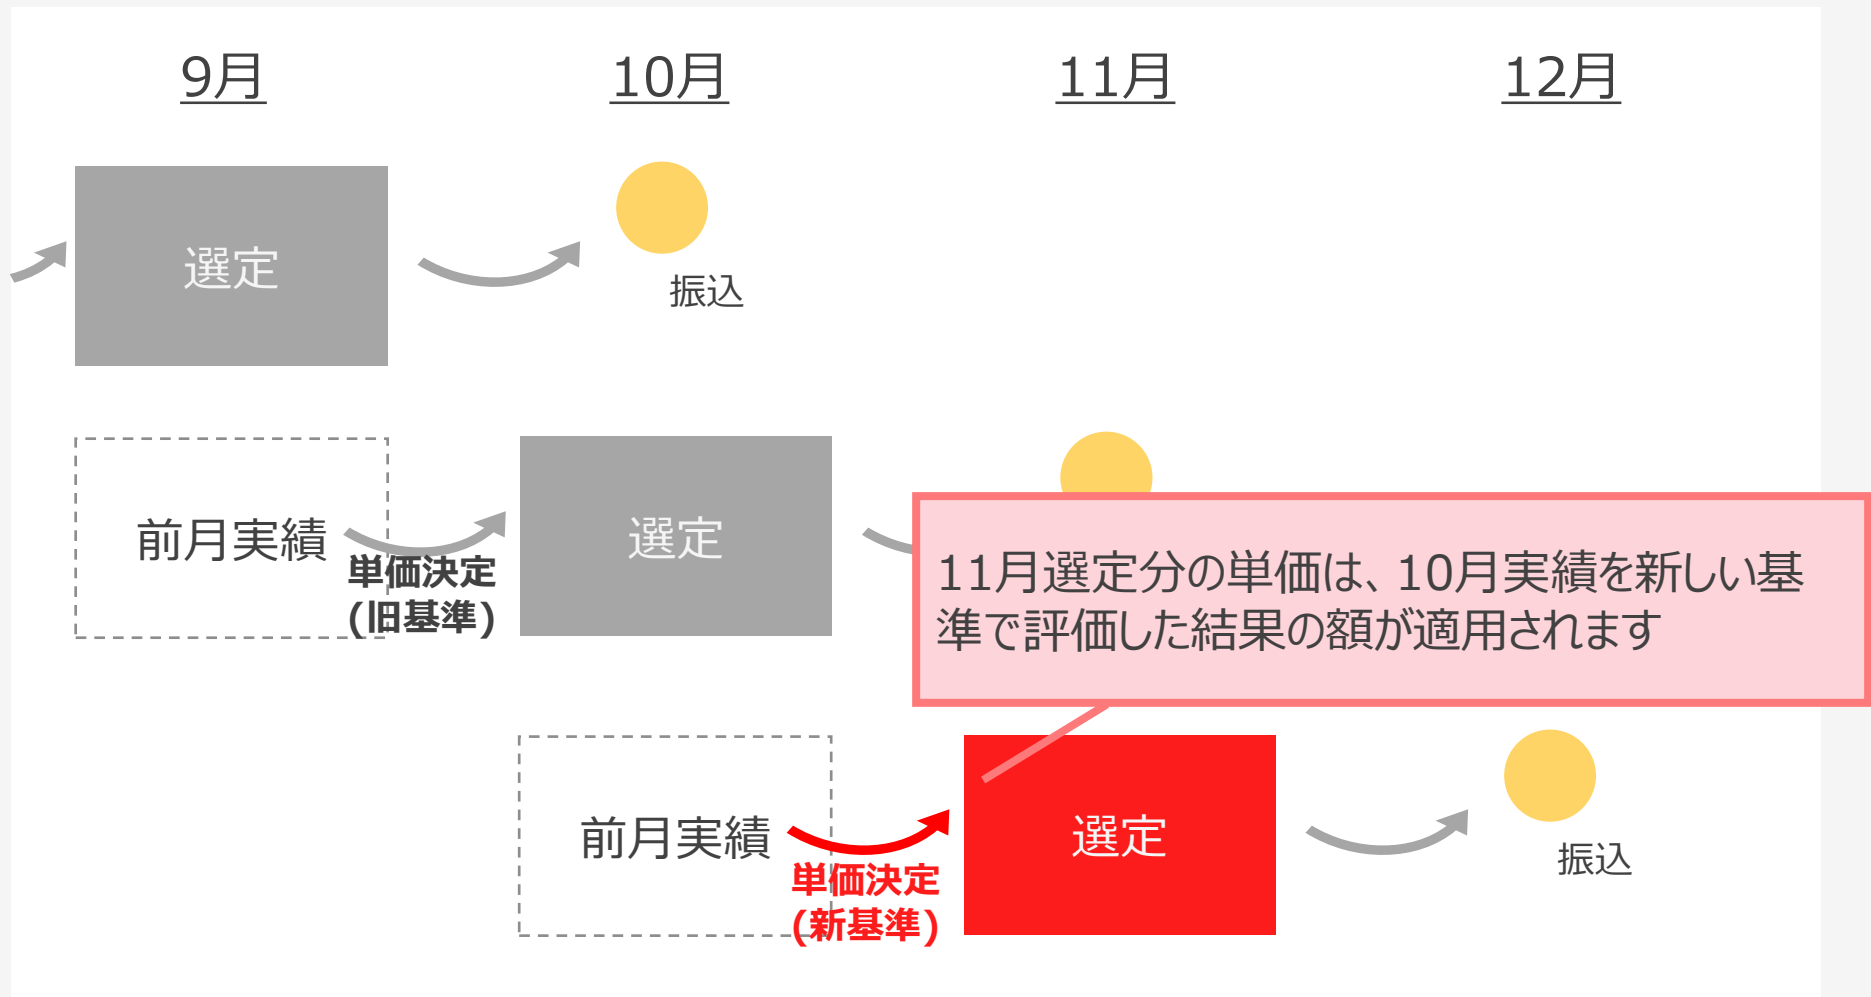 9月
10月
11月
12月
選定
振込
前月実績
単価決定
(旧基準)
選定
11月選定分の単価は、10月実績を新しい基
準で評価した結果の額が適用されます
前月実績
単価決定
(新基準)
選定
振込